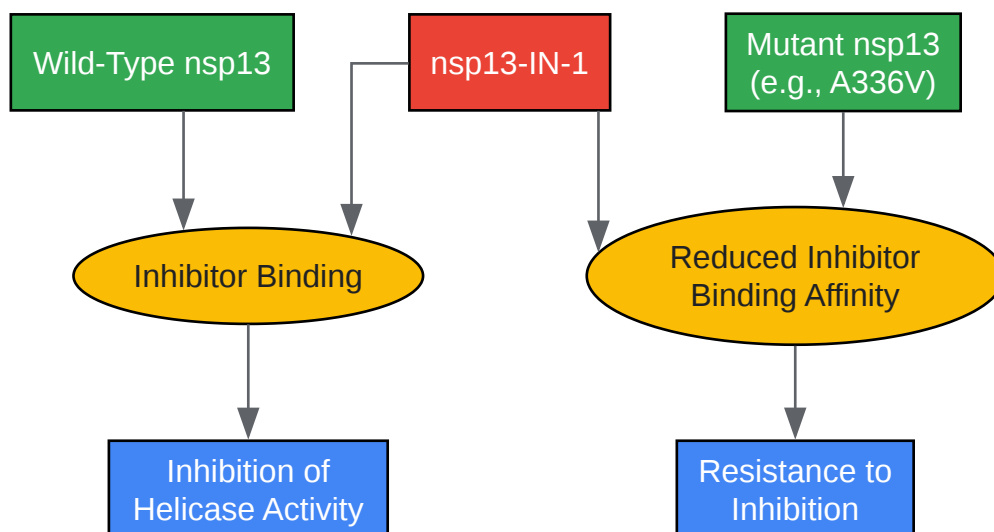 Wild-Type nsp13
nsp13-IN-1
Mutant nsp13
(e.g., A336V)
Inhibitor Binding
Reduced Inhibitor
Binding Affinity
Inhibition of
Helicase Activity
Resistance to
Inhibition